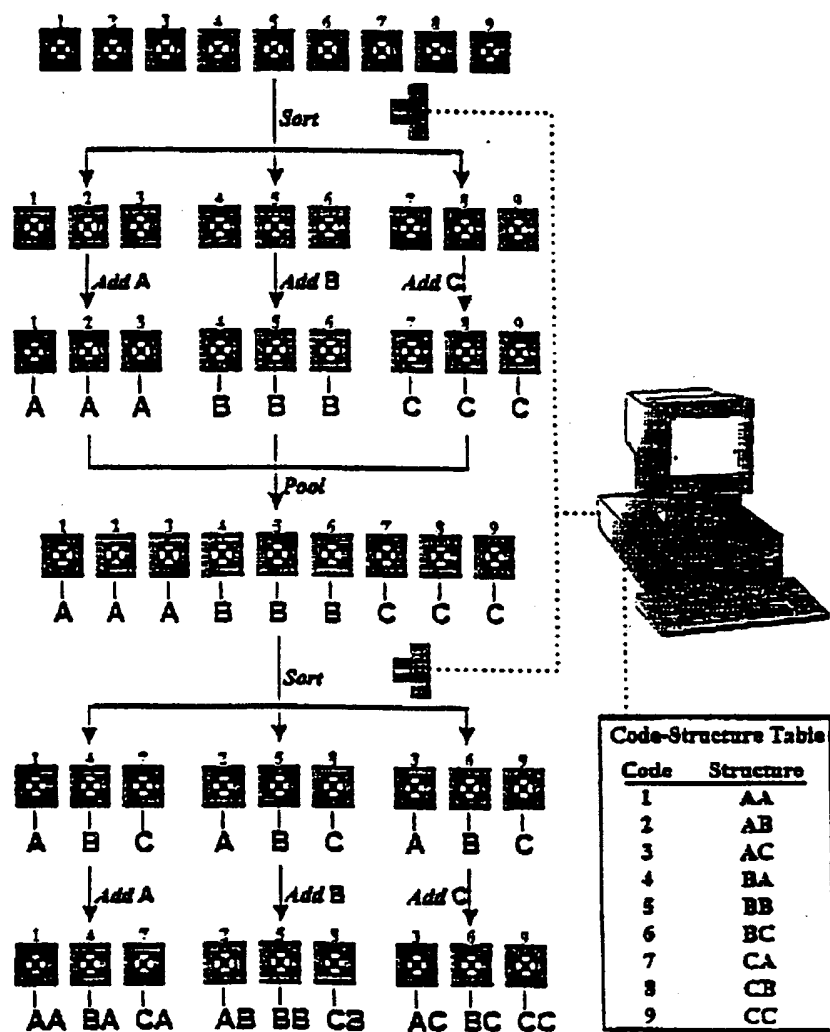 1 2 3 4 5 6 7 8 9
Sort
1 2 3 4 5 6 7 8 9
Add A Add B Add C
1 2 3 4 5 6 7 8 9
A A A B B B C C C
Pool
1 2 3 4 5 6 7 8 9
A A A B B B C C C
Sort
1 4 7 2 5 8 3 6 9
A B C A B C A B C
Add A Add B Add C
1 4 7 2 5 8 3 6 9
AA BA CA AB BB CB AC BC CC
Code-Structure Table
Code Structure
1 AA
2 AB
3 AC
4 BA
5 BB
6 BC
7 CA
8 CB
9 CC